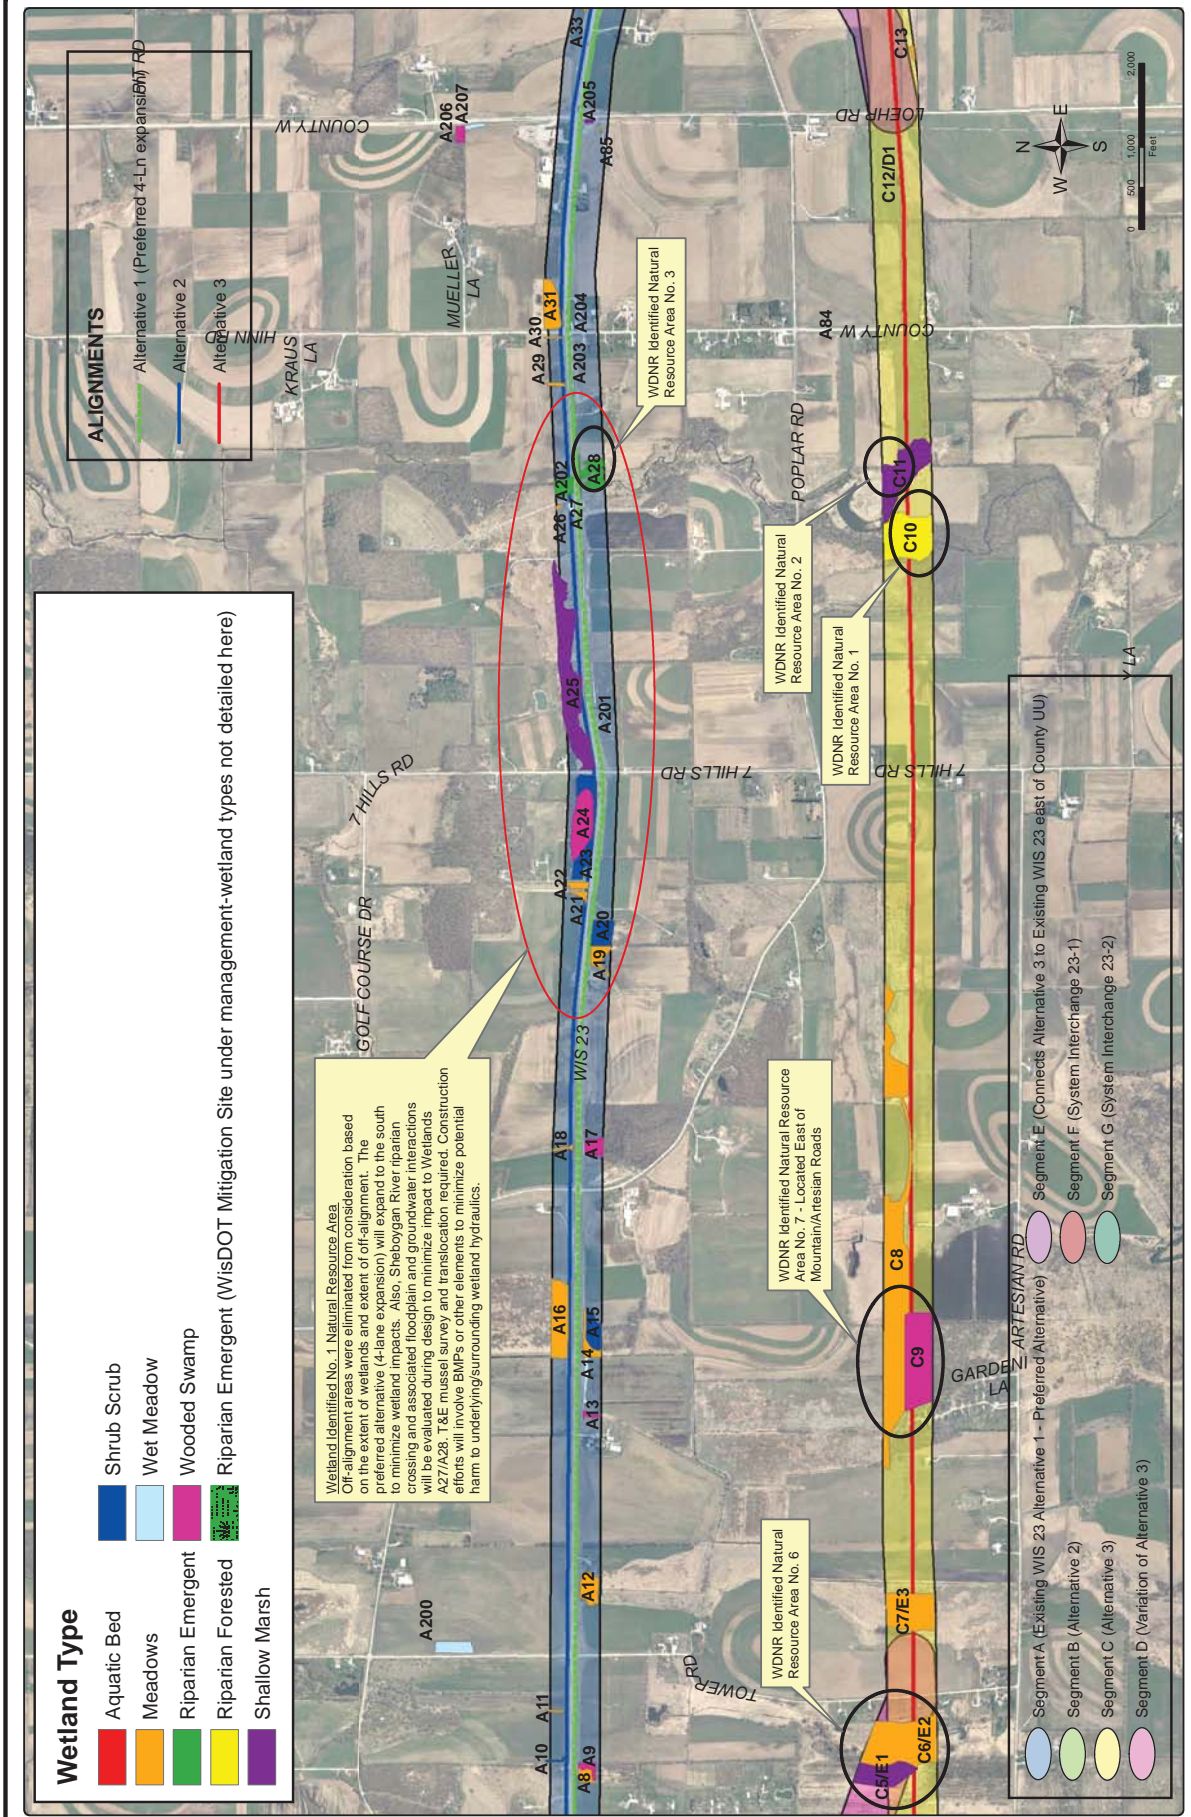 Wetland Type
Aquatic Bed
Meadows
Riparian Emergent
Riparian Forested
Shallow Marsh
Shrub Scrub
Wet Meadow
Wooded Swamp
Riparian Emergent (WisDOT Mitigation Site under management-wetland types not detailed here)
ALIGNMENTS
Alternative 1 (Preferred 4-Ln expansion)
Alternative 2
Alternative 3
HINN RD
KRAUS
LA
COUNTY W
MUELLER
LA
A206
A207
GOLF COURSE DR
7 HILLS RD
Wetland Identified No. 1 Natural Resource Area
Off-alignment areas were eliminated from consideration based
on the extent of wetlands and extent of off-alignment. The
preferred alternative (4-lane expansion) will expand to the south
to minimize wetland impacts. Also, Sheboygan River riparian
crossing and associated floodplain and groundwater interactions
will be evaluated during design to minimize impact to Wetlands
A27/A28. T&E mussel survey and translocation required. Construction
efforts will involve BMPs or other elements to minimize potential
harm to underlying/surrounding wetland hydraulics.
A200
A10
A11
A8
A9
A12
A13
A14
A15
A16
A17
A18
WIS 23
A19
A20
A21
A22
A23
A24
A25
A201
A26
A27
A202
A28
A29
A30
A31
A203
A204
A85
A205
A33
WDNR Identified Natural
Resource Area No. 3
TOWER RD
7 HILLS RD
POPLAR RD
A84
COUNTY W
LOEHR RD
WDNR Identified Natural
Resource Area No. 6
WDNR Identified Natural Resource
Area No. 7 - Located East of
Mountain/Artesian Roads
WDNR Identified Natural
Resource Area No. 1
WDNR Identified Natural
Resource Area No. 2
C5/E1
C6/E2
C7/E3
C8
C9
7 HILLS RD
C10
C11
C12/D1
C13
GARDENI
LA
ARTESIAN RD
Y LA
Segment A (Existing WIS 23 Alternative 1 - Preferred Alternative)
Segment B (Alternative 2)
Segment C (Alternative 3)
Segment D (Variation of Alternative 3)
Segment E (Connects Alternative 3 to Existing WIS 23 east of County UU)
Segment F (System Interchange 23-1)
Segment G (System Interchange 23-2)
N
W E
S
0 500 1,000 2,000
Feet